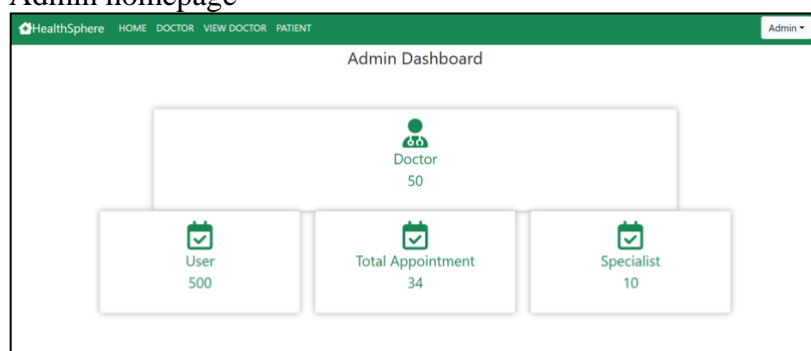 Admin homepage
HealthSphere HOME DOCTOR VIEW DOCTOR PATIENT Admin
Admin Dashboard
Doctor
50
User Total Appointment Specialist
500 34 10